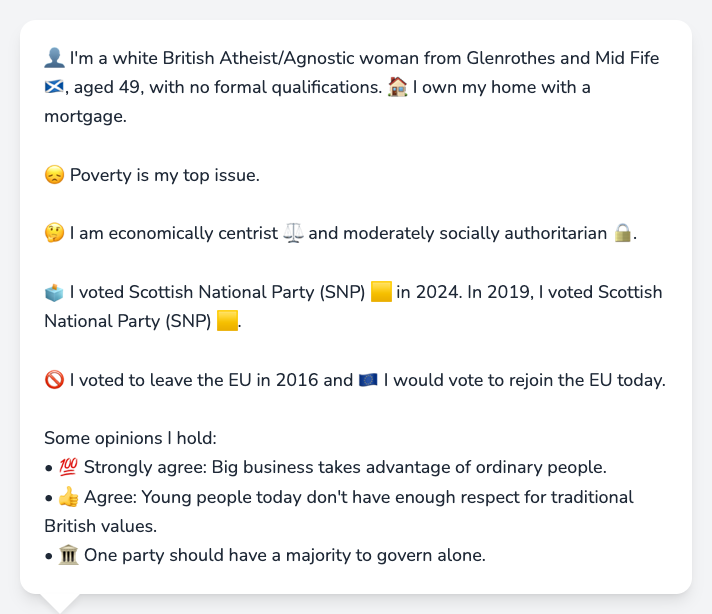 👤 I'm a white British Atheist/Agnostic woman from Glenrothes and Mid Fife
🏴󠁧󠁢󠁳󠁣󠁴󠁿, aged 49, with no formal qualifications. 🏠 I own my home with a
mortgage.
😞 Poverty is my top issue.
🤔 I am economically centrist ⚖️ and moderately socially authoritarian 🔒.
🗳️ I voted Scottish National Party (SNP) 🟨 in 2024. In 2019, I voted Scottish
National Party (SNP) 🟨.
🚫 I voted to leave the EU in 2016 and 🇪🇺 I would vote to rejoin the EU today.
Some opinions I hold:
• 💯 Strongly agree: Big business takes advantage of ordinary people.
• 👍 Agree: Young people today don't have enough respect for traditional
British values.
• 🏛️ One party should have a majority to govern alone.